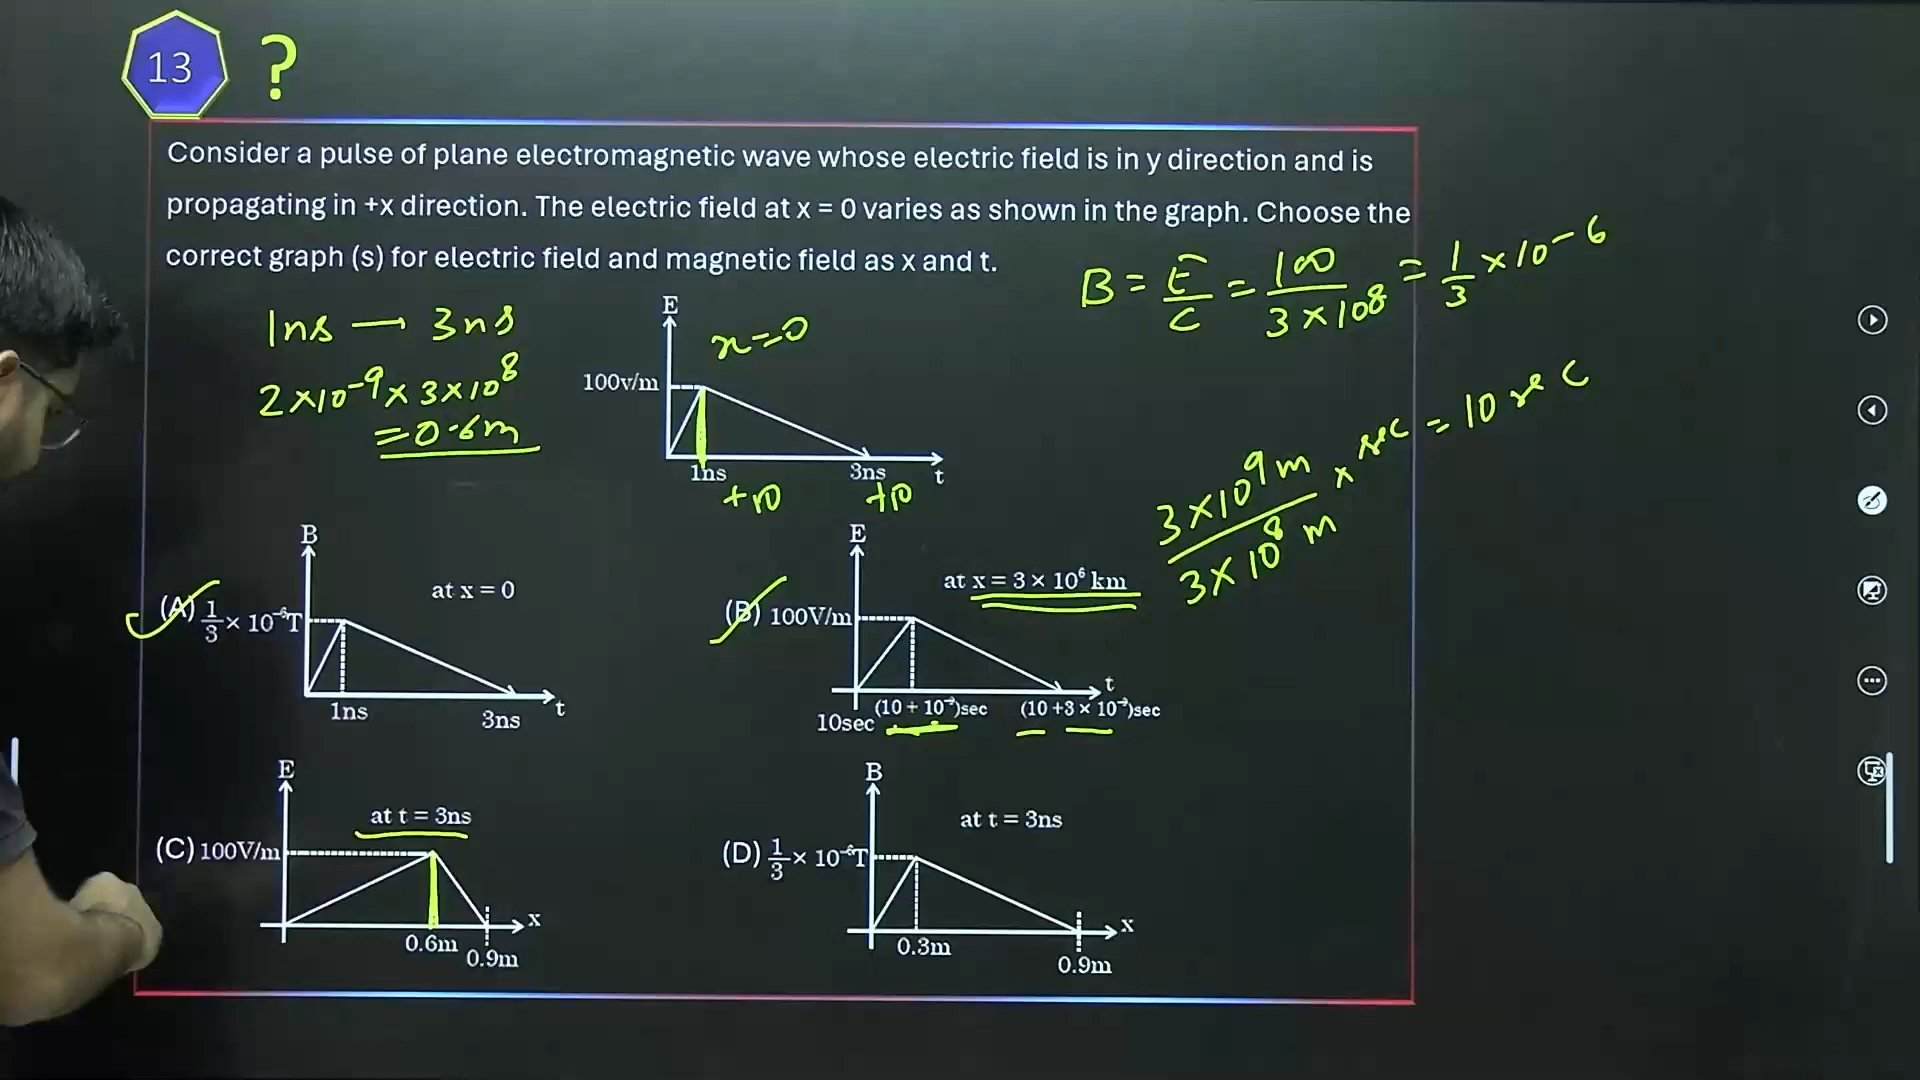 13 ?
Consider a pulse of plane electromagnetic wave whose electric field is in y direction and is
propagating in +x direction. The electric field at x = 0 varies as shown in the graph. Choose the
correct graph (s) for electric field and magnetic field as x and t.
B = E/C = 100/3×10⁸ = 1/3 × 10⁻⁶
1ns → 3ns
2×10⁻⁹ × 3×10⁸
= 0.6m
E
x=0
100v/m
1ns 3ns t
+10 +10
3×10⁹m/3×10⁸m × sec = 10 sec
B
at x = 0
(A) 1/3 × 10⁻⁶T
1ns 3ns t
E
at x = 3 × 10⁶ km
(B) 100V/m
t
10sec (10 + 10⁻⁹)sec (10 +3 × 10⁻⁹)sec
E
at t = 3ns
(C) 100V/m
x
0.6m
0.9m
B
at t = 3ns
(D) 1/3 × 10⁻⁶T
x
0.3m
0.9m